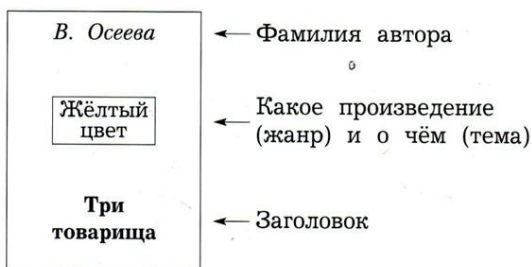 В. Осеева
Фамилия автора
Жёлтый
цвет
Какое произведение
(жанр) и о чём (тема)
Три
товарища
Заголовок